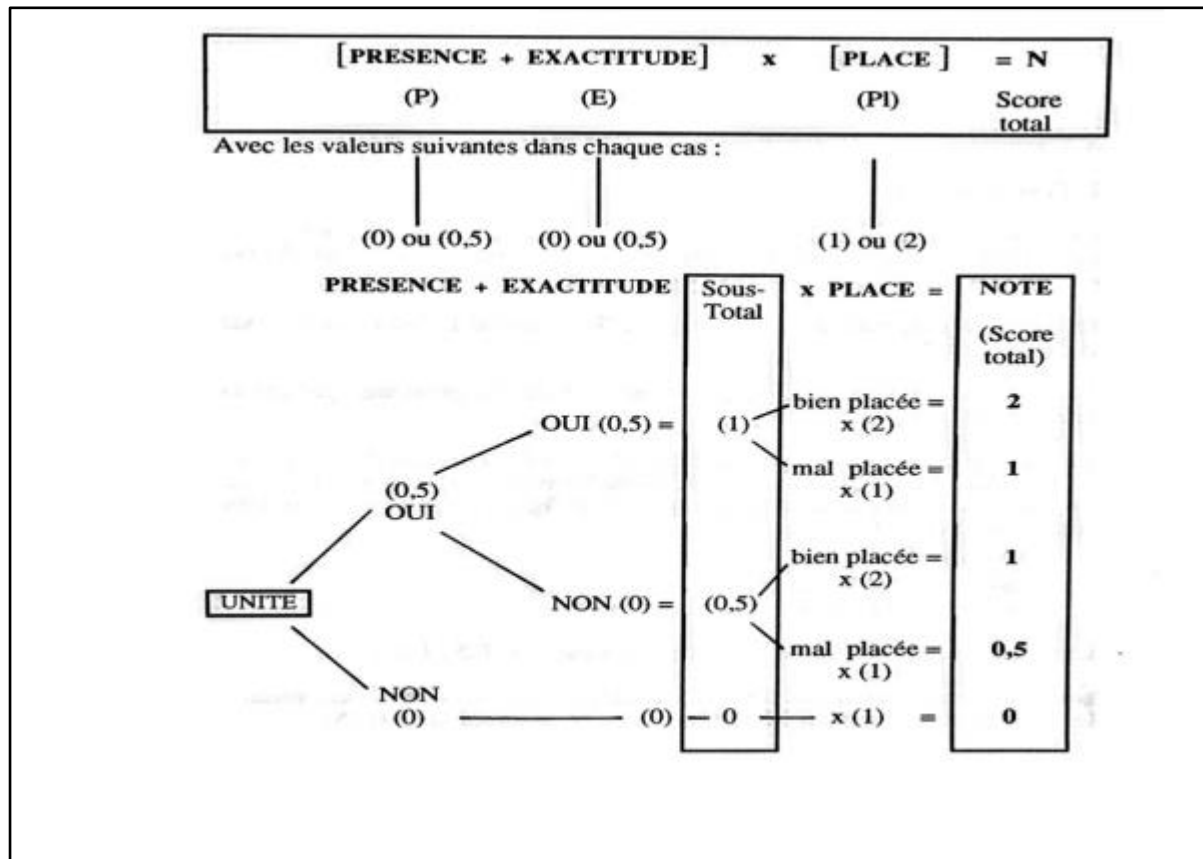 [PRESENCE + EXACTITUDE] x [PLACE ] = N
(P) (E) (Pl) Score
total
Avec les valeurs suivantes dans chaque cas :
(0) ou (0,5) (0) ou (0,5) (1) ou (2)
PRESENCE + EXACTITUDE Sous- x PLACE = NOTE
Total
(Score
total)
bien placée = 2
OUI (0,5) = (1) x (2)
mal placée = 1
x (1)
(0,5)
OUI
bien placée = 1
x (2)
UNITE NON (0) = (0,5)
mal placée = 0,5
x (1)
NON
(0) (0) 0 x (1) = 0